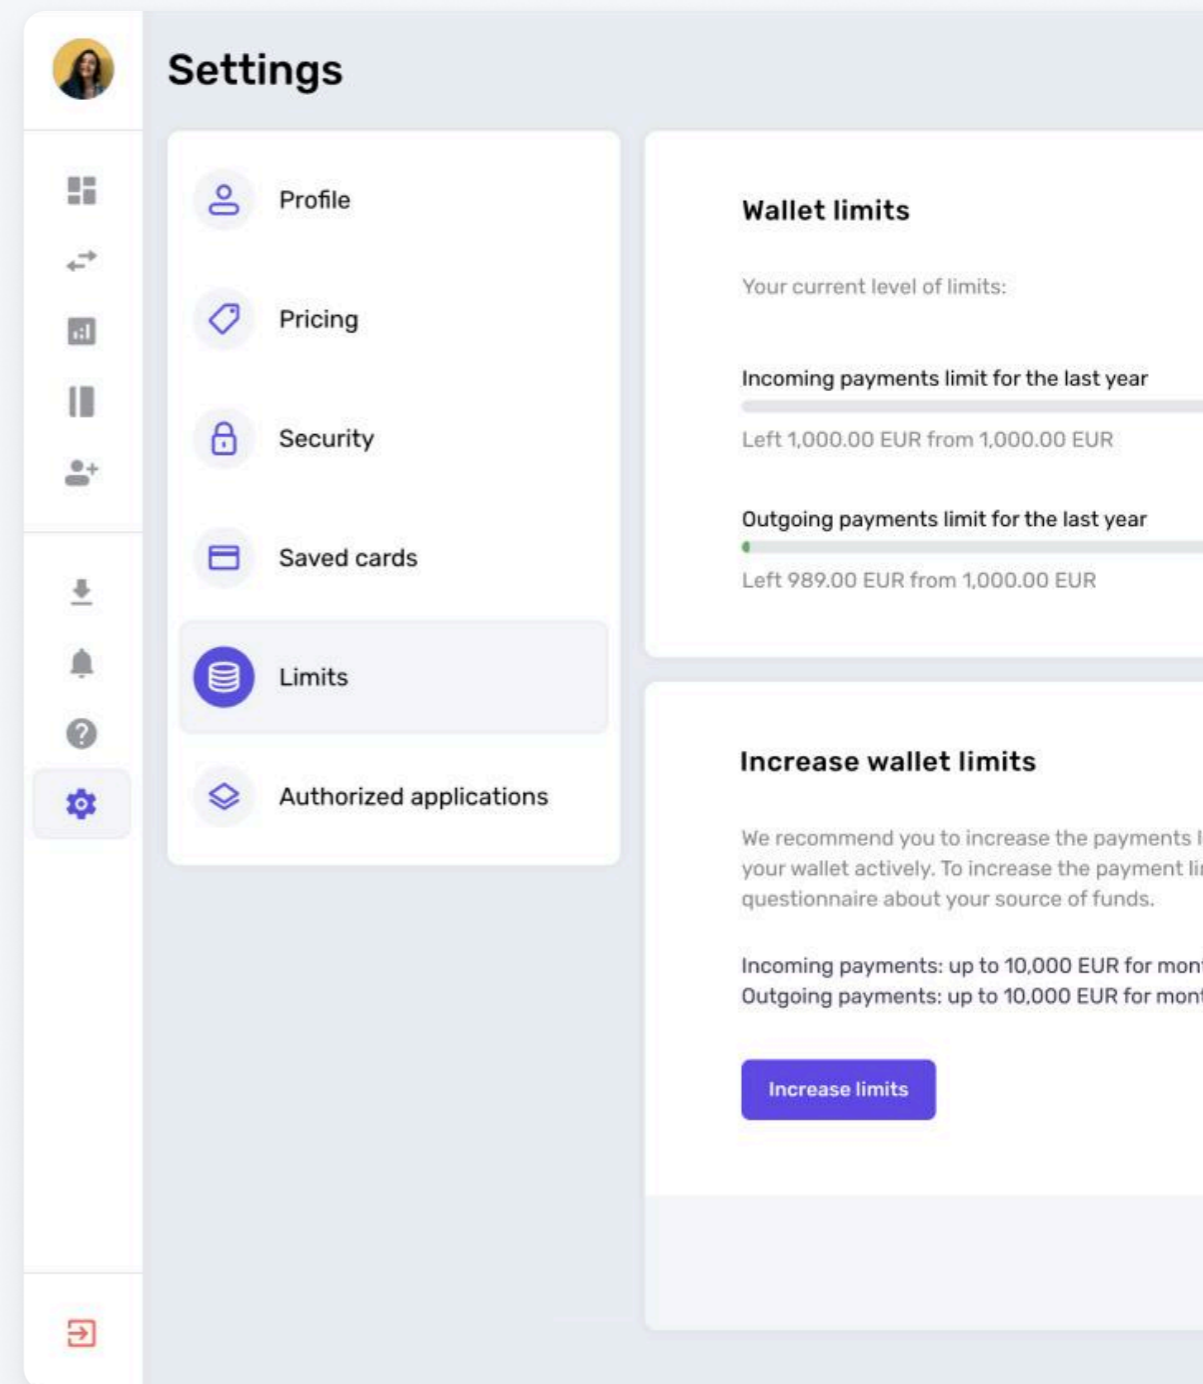 Settings
Profile
Pricing
Security
Saved cards
Limits
Authorized applications
Wallet limits
Your current level of limits:
Incoming payments limit for the last year
Left 1,000.00 EUR from 1,000.00 EUR
Outgoing payments limit for the last year
Left 989.00 EUR from 1,000.00 EUR
Increase wallet limits
We recommend you to increase the payments
your wallet actively. To increase the payment
questionnaire about your source of funds.
Incoming payments: up to 10,000 EUR for
Outgoing payments: up to 10,000 EUR for
Increase limits